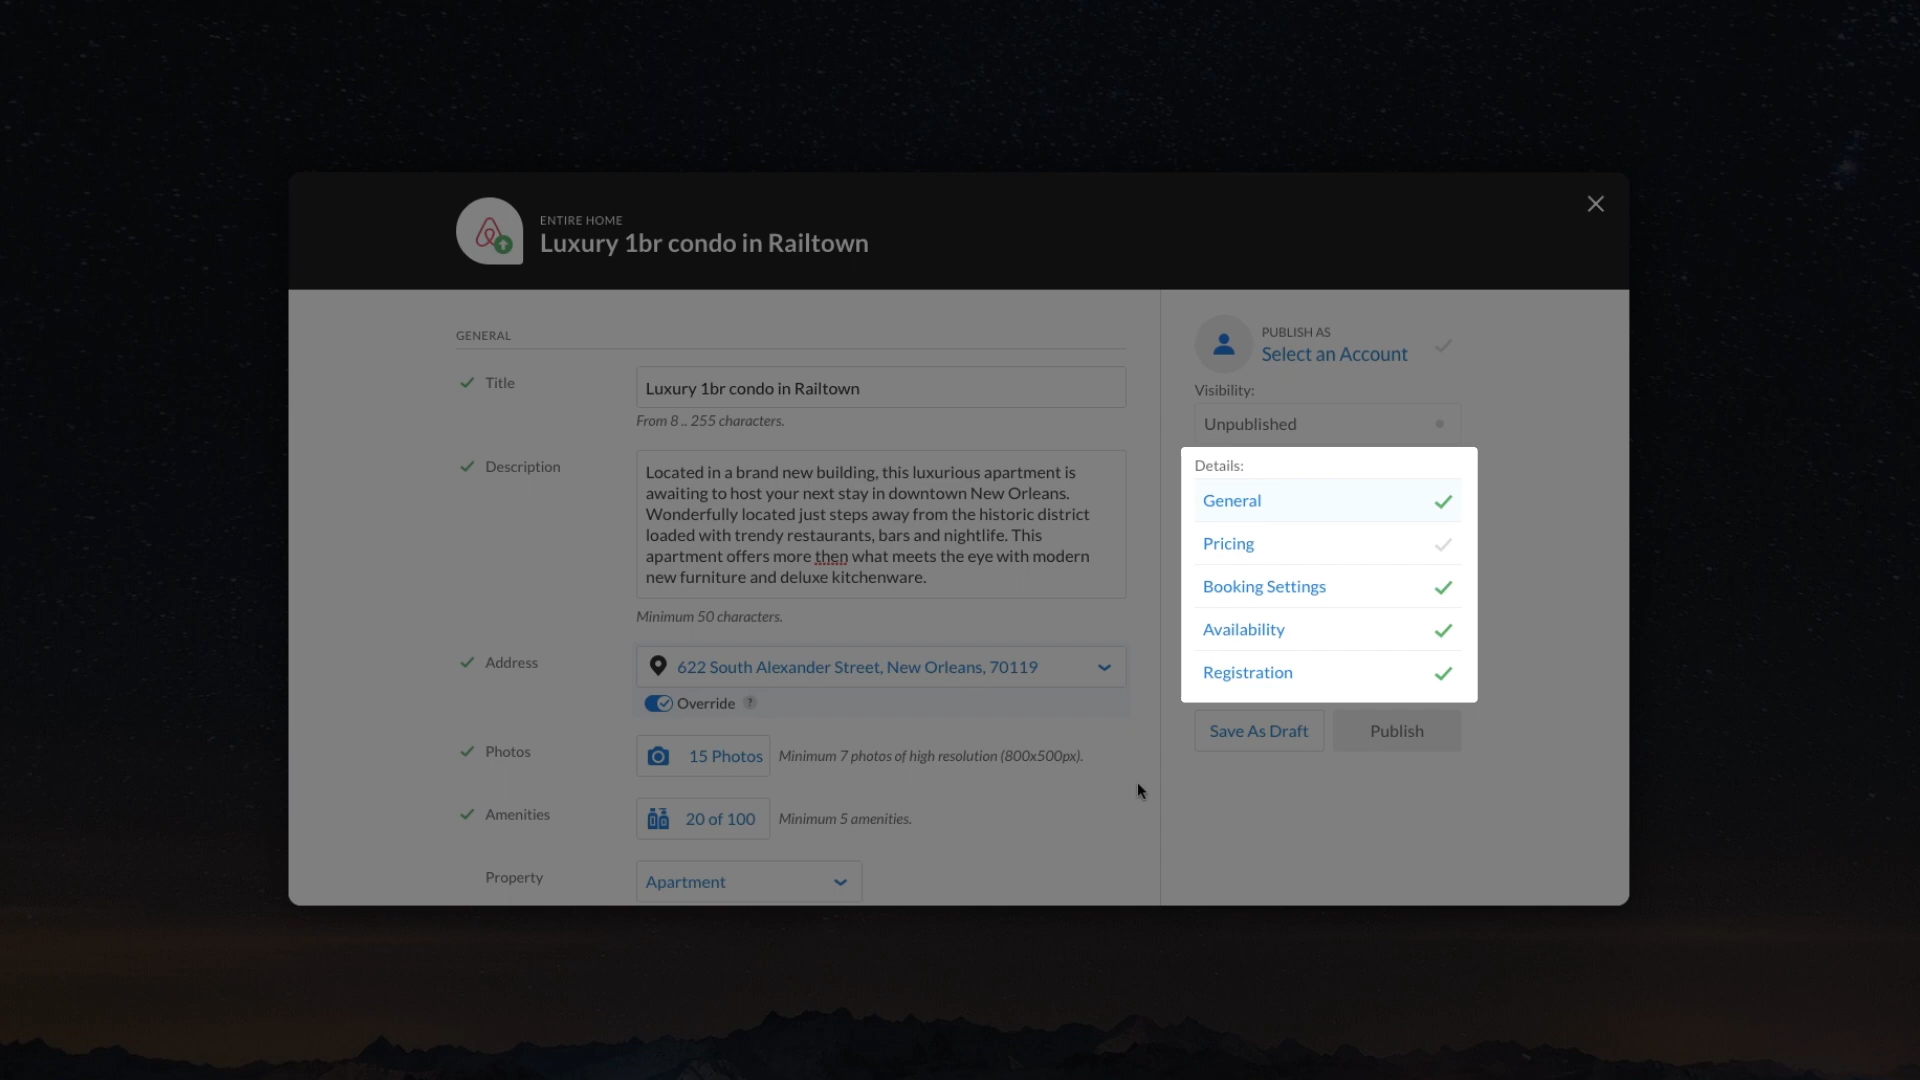 ENTIRE HOME
Luxury 1br condo in Railtown
GENERAL
Title
Luxury 1br condo in Railtown
From 8 .. 255 characters.
Description
Located in a brand new building, this luxurious apartment is
awaiting to host your next stay in downtown New Orleans.
Wonderfully located just steps away from the historic district
loaded with trendy restaurants, bars and nightlife. This
apartment offers more then what meets the eye with modern
new furniture and deluxe kitchenware.
Minimum 50 characters.
Address
622 South Alexander Street, New Orleans, 70119
Override ?
Photos
15 Photos
Minimum 7 photos of high resolution (800x500px).
Amenities
20 of 100
Minimum 5 amenities.
Property
Apartment
PUBLISH AS
Select an Account
Visibility:
Unpublished
Details:
General
Pricing
Booking Settings
Availability
Registration
Save As Draft
Publish